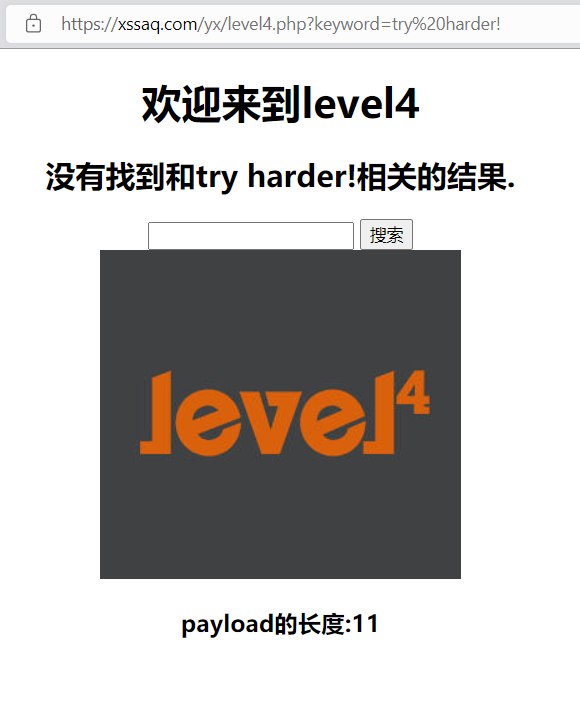 https://xssaq.com/yx/level4.php?keyword=try%20harder!
欢迎来到level4
没有找到和try harder!相关的结果.
搜索
level4
payload的长度:11